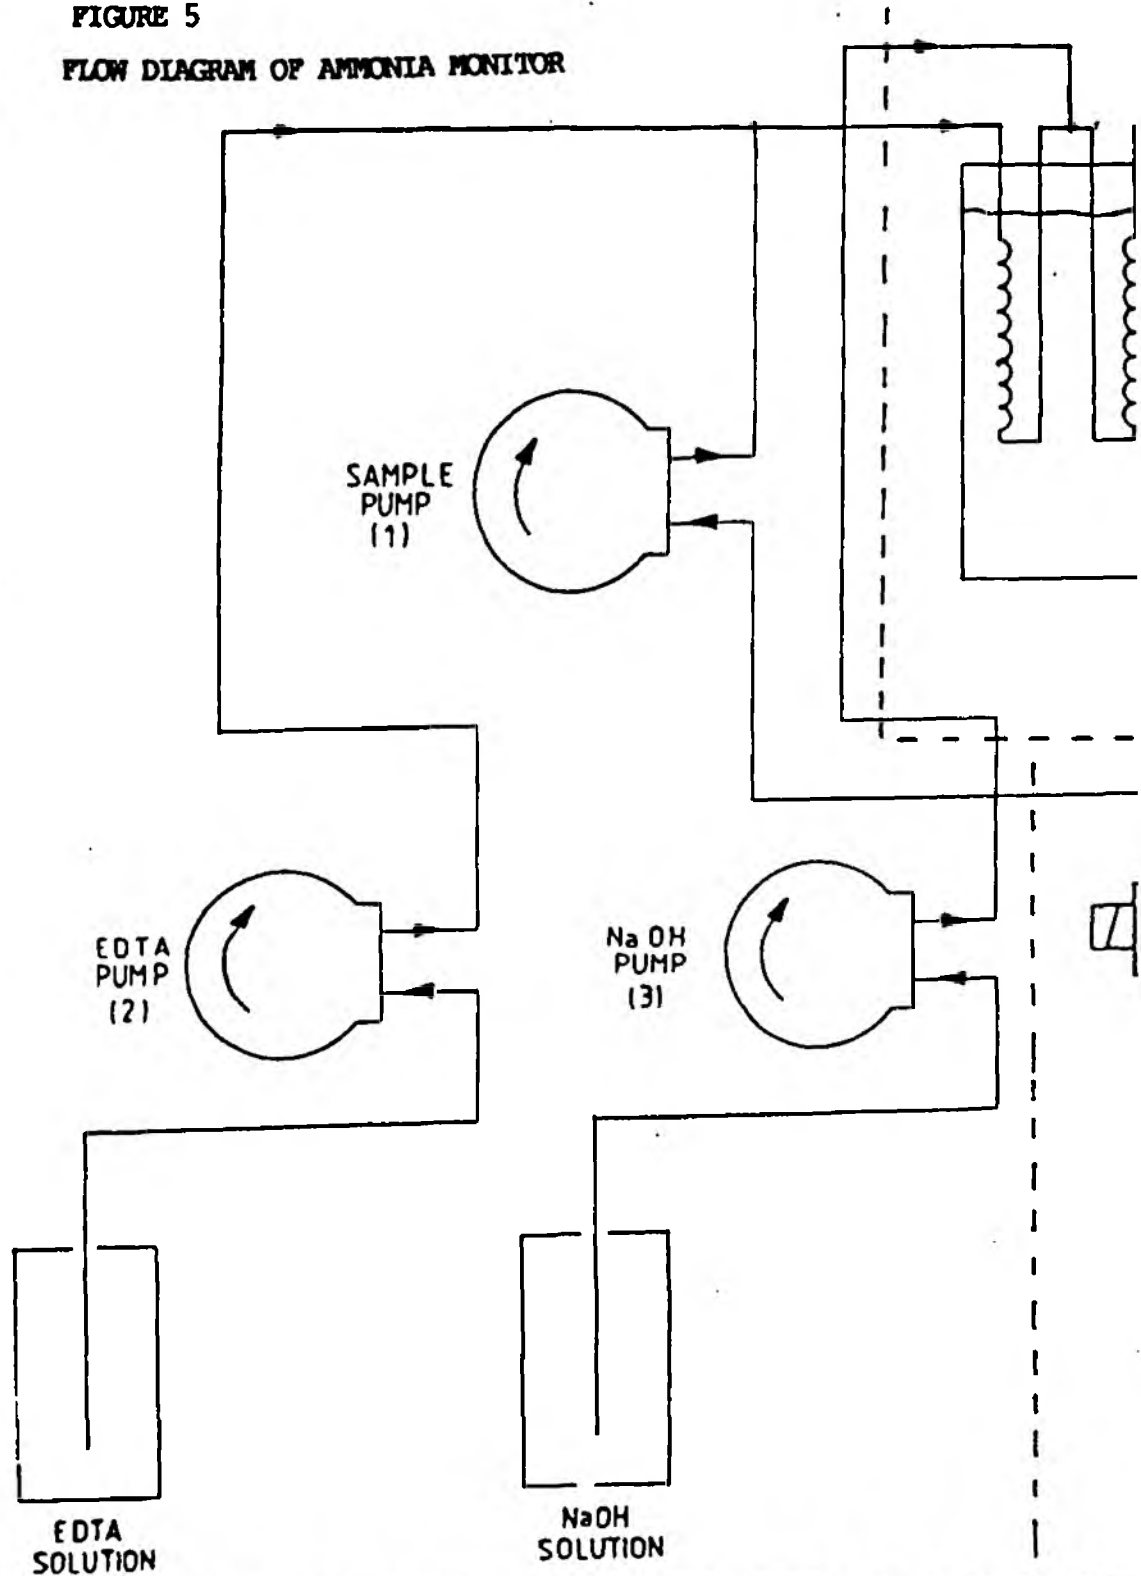 FIGURE 5
FLOW DIAGRAM OF AMMONIA MONITOR
SAMPLE
PUMP
(1)
EDTA
PUMP
(2)
Na OH
PUMP
(3)
EDTA
SOLUTION
NaOH
SOLUTION